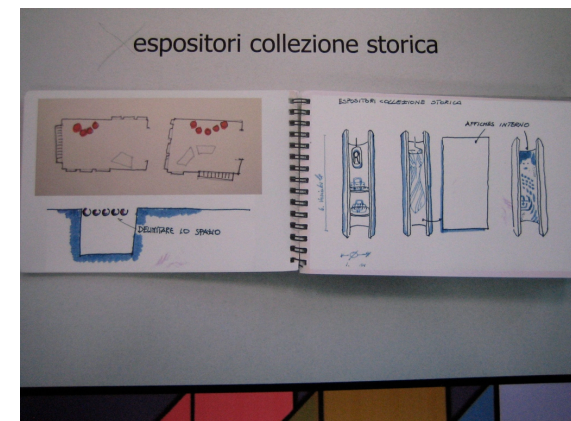 espositori collezione storica
DELIMITARE LO SPAZIO
ESPOSITORI COLLEZIONE STORICA
AFFICHES INTERNO